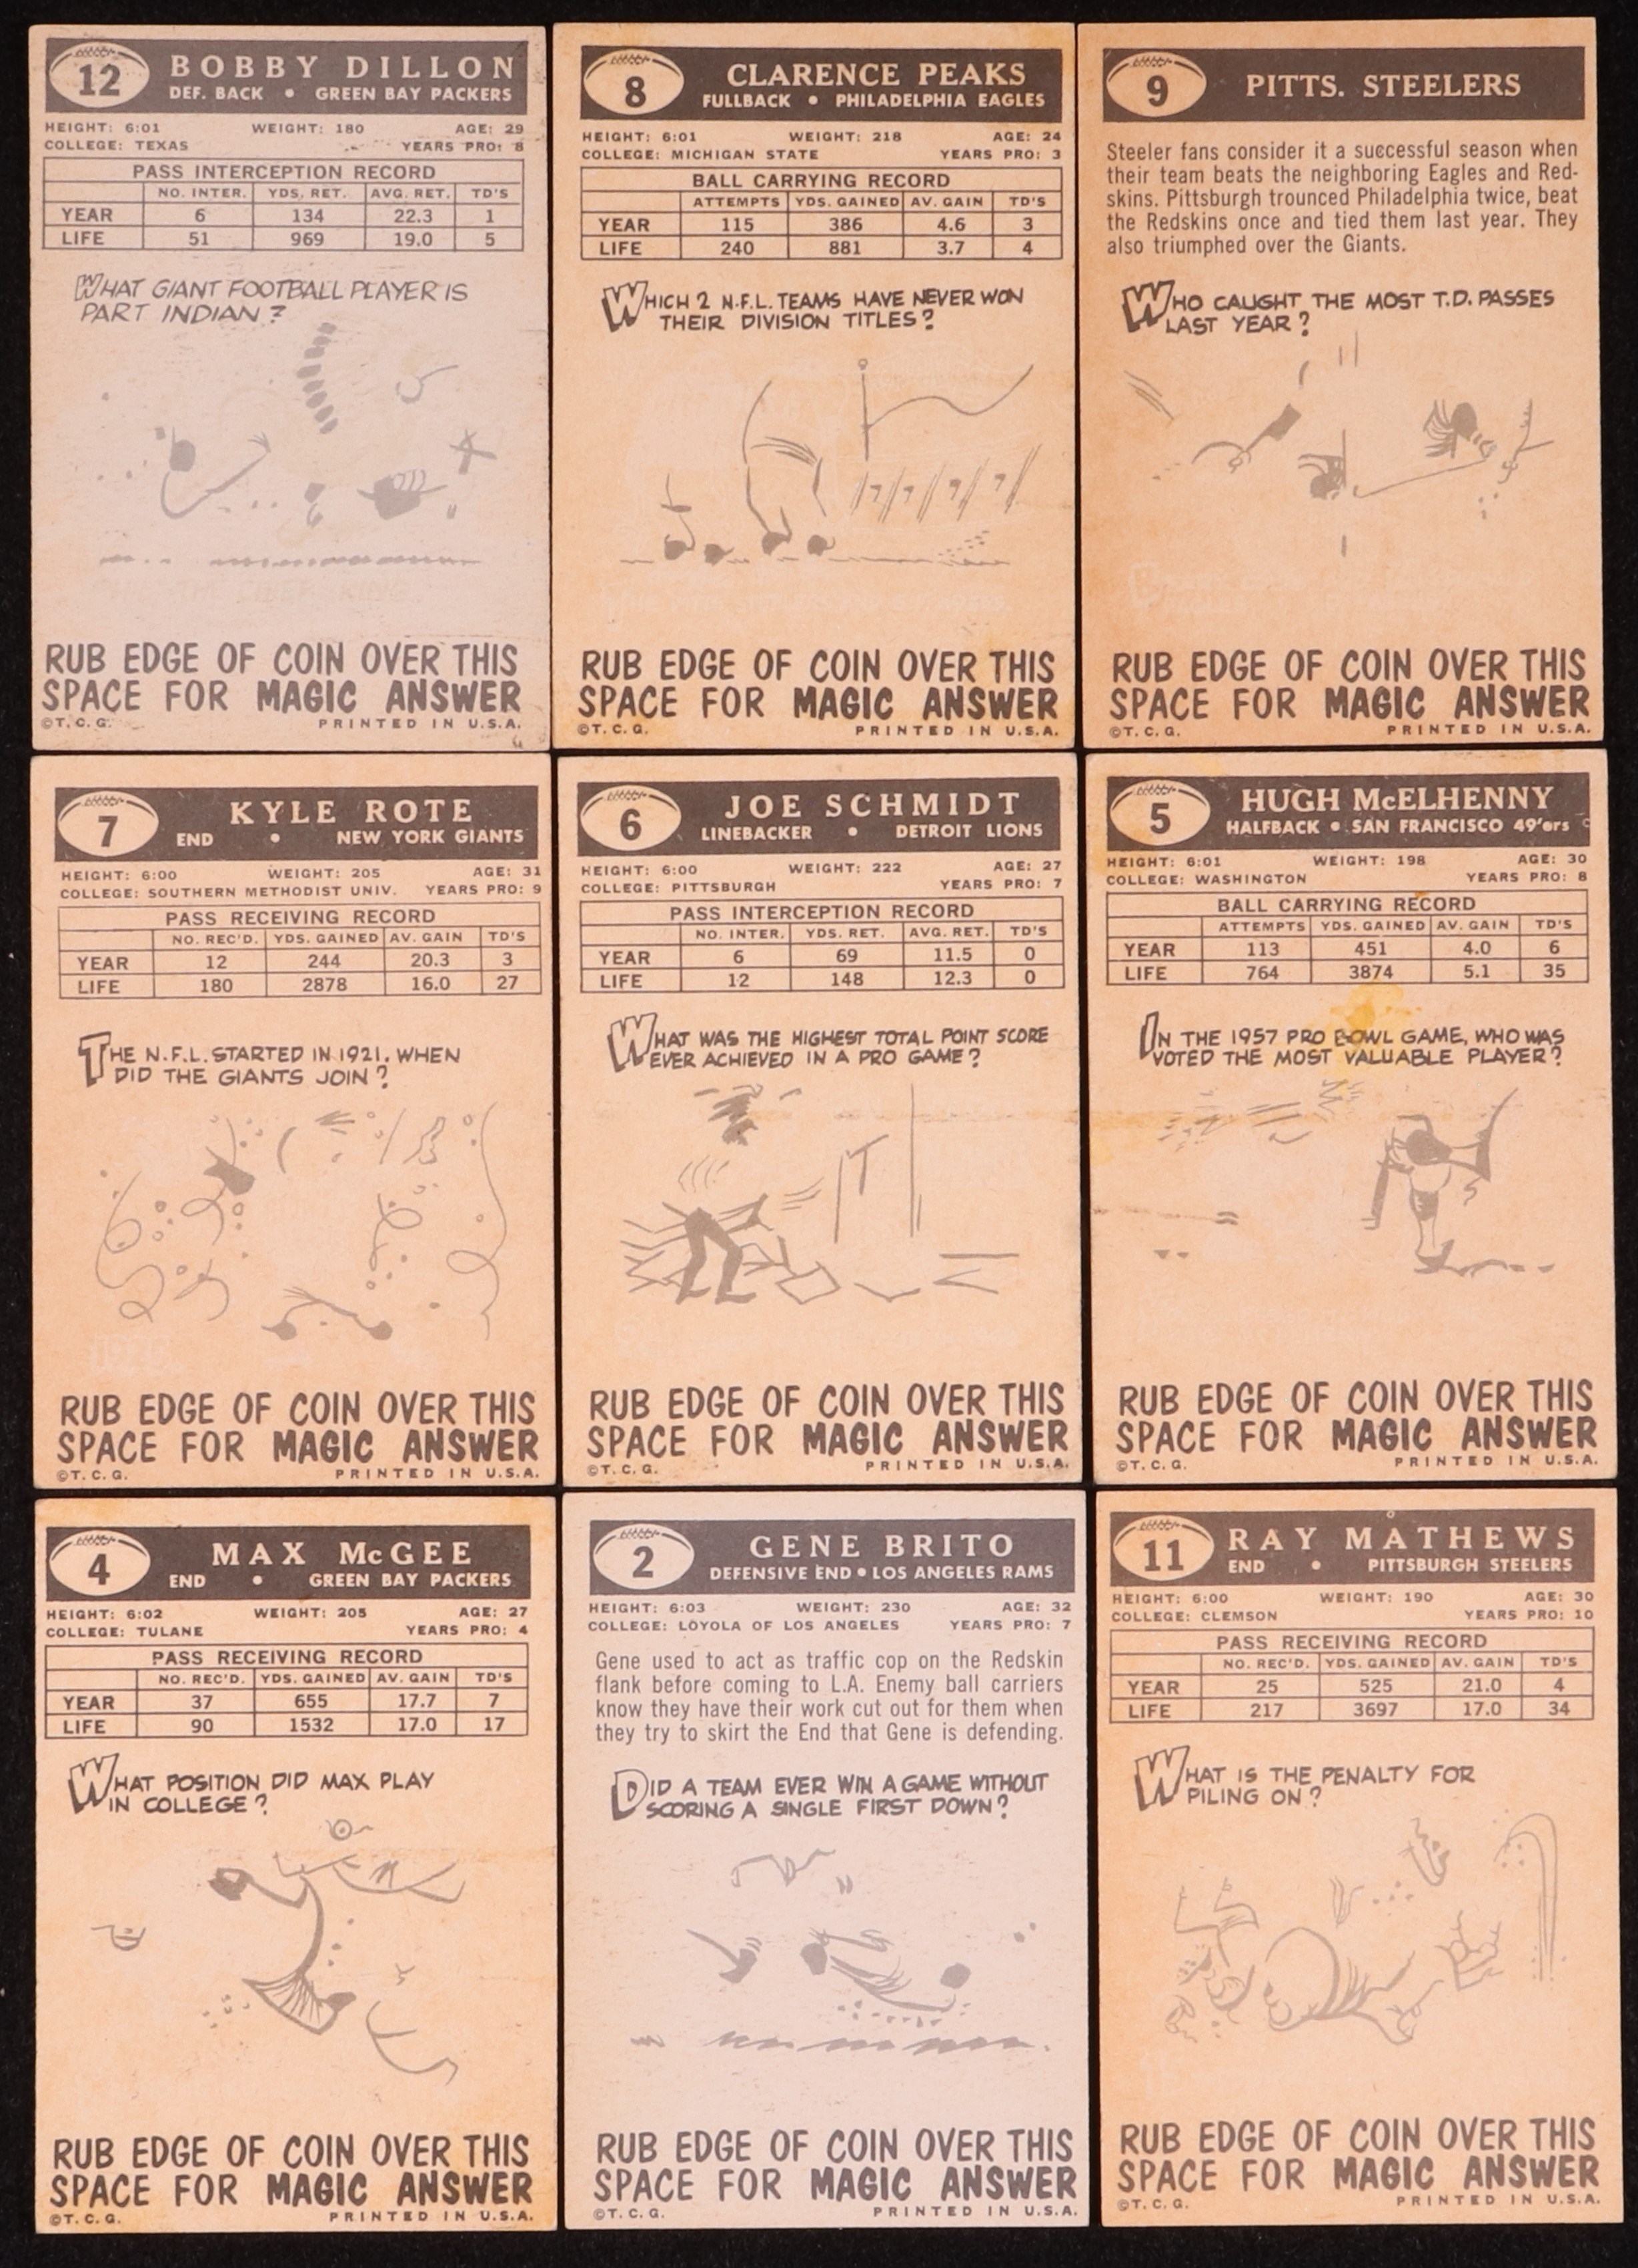 12
BOBBY DILLON
DEF. BACK • GREEN BAY PACKERS
HEIGHT: 6:01 WEIGHT: 180 AGE: 29
COLLEGE: TEXAS YEARS PRO: 8
PASS INTERCEPTION RECORD
NO. INTER. YDS. RET. AVG. RET. TD'S
YEAR 6 134 22.3 1
LIFE 51 969 19.0 5
WHAT GIANT FOOTBALL PLAYER IS
PART INDIAN?
RUB EDGE OF COIN OVER THIS
SPACE FOR MAGIC ANSWER
©T.C.G. PRINTED IN U.S.A.
8
CLARENCE PEAKS
FULLBACK • PHILADELPHIA EAGLES
HEIGHT: 6:01 WEIGHT: 218 AGE: 24
COLLEGE: MICHIGAN STATE YEARS PRO: 3
BALL CARRYING RECORD
ATTEMPTS YDS. GAINED AV. GAIN TD'S
YEAR 115 386 4.6 3
LIFE 240 881 3.7 4
WHICH 2 N.F.L. TEAMS HAVE NEVER WON
THEIR DIVISION TITLES?
RUB EDGE OF COIN OVER THIS
SPACE FOR MAGIC ANSWER
©T.C.G. PRINTED IN U.S.A.
9
PITTS. STEELERS
Steeler fans consider it a successful season when
their team beats the neighboring Eagles and Red-
skins. Pittsburgh trounced Philadelphia twice, beat
the Redskins once and tied them last year. They
also triumphed over the Giants.
WHO CAUGHT THE MOST T.D. PASSES
LAST YEAR?
RUB EDGE OF COIN OVER THIS
SPACE FOR MAGIC ANSWER
©T.C.G. PRINTED IN U.S.A.
7
KYLE ROTE
END • NEW YORK GIANTS
HEIGHT: 6:00 WEIGHT: 205 AGE: 31
COLLEGE: SOUTHERN METHODIST UNIV. YEARS PRO: 9
PASS RECEIVING RECORD
NO. REC'D. YDS. GAINED AV. GAIN TD'S
YEAR 12 244 20.3 3
LIFE 180 2878 16.0 27
THE N.F.L. STARTED IN 1921. WHEN
DID THE GIANTS JOIN?
RUB EDGE OF COIN OVER THIS
SPACE FOR MAGIC ANSWER
©T.C.G. PRINTED IN U.S.A.
6
JOE SCHMIDT
LINEBACKER • DETROIT LIONS
HEIGHT: 6:00 WEIGHT: 222 AGE: 27
COLLEGE: PITTSBURGH YEARS PRO: 7
PASS INTERCEPTION RECORD
NO. INTER. YDS. RET. AVG. RET. TD'S
YEAR 6 69 11.5 0
LIFE 12 148 12.3 0
WHAT WAS THE HIGHEST TOTAL POINT SCORE
EVER ACHIEVED IN A PRO GAME?
RUB EDGE OF COIN OVER THIS
SPACE FOR MAGIC ANSWER
©T.C.G. PRINTED IN U.S.A.
5
HUGH McELHENNY
HALFBACK • SAN FRANCISCO 49'ers
HEIGHT: 6:01 WEIGHT: 198 AGE: 30
COLLEGE: WASHINGTON YEARS PRO: 8
BALL CARRYING RECORD
ATTEMPTS YDS. GAINED AV. GAIN TD'S
YEAR 113 451 4.0 6
LIFE 764 3874 5.1 35
IN THE 1957 PRO BOWL GAME, WHO WAS
VOTED THE MOST VALUABLE PLAYER?
RUB EDGE OF COIN OVER THIS
SPACE FOR MAGIC ANSWER
©T.C.G. PRINTED IN U.S.A.
4
MAX McGEE
END • GREEN BAY PACKERS
HEIGHT: 6:02 WEIGHT: 205 AGE: 27
COLLEGE: TULANE YEARS PRO: 4
PASS RECEIVING RECORD
NO. REC'D. YDS. GAINED AV. GAIN TD'S
YEAR 37 655 17.7 7
LIFE 90 1532 17.0 17
WHAT POSITION DID MAX PLAY
IN COLLEGE?
RUB EDGE OF COIN OVER THIS
SPACE FOR MAGIC ANSWER
©T.C.G. PRINTED IN U.S.A.
2
GENE BRITO
DEFENSIVE END • LOS ANGELES RAMS
HEIGHT: 6:03 WEIGHT: 230 AGE: 32
COLLEGE: LOYOLA OF LOS ANGELES YEARS PRO: 7
Gene used to act as traffic cop on the Redskin
flank before coming to L.A. Enemy ball carriers
know they have their work cut out for them when
they try to skirt the End that Gene is defending.
DID A TEAM EVER WIN A GAME WITHOUT
SCORING A SINGLE FIRST DOWN?
RUB EDGE OF COIN OVER THIS
SPACE FOR MAGIC ANSWER
©T.C.G. PRINTED IN U.S.A.
11
RAY MATHEWS
END • PITTSBURGH STEELERS
HEIGHT: 6:00 WEIGHT: 190 AGE: 30
COLLEGE: CLEMSON YEARS PRO: 10
PASS RECEIVING RECORD
NO. REC'D. YDS. GAINED AV. GAIN TD'S
YEAR 25 525 21.0 4
LIFE 217 3697 17.0 34
WHAT IS THE PENALTY FOR
PILING ON?
RUB EDGE OF COIN OVER THIS
SPACE FOR MAGIC ANSWER
©T.C.G. PRINTED IN U.S.A.